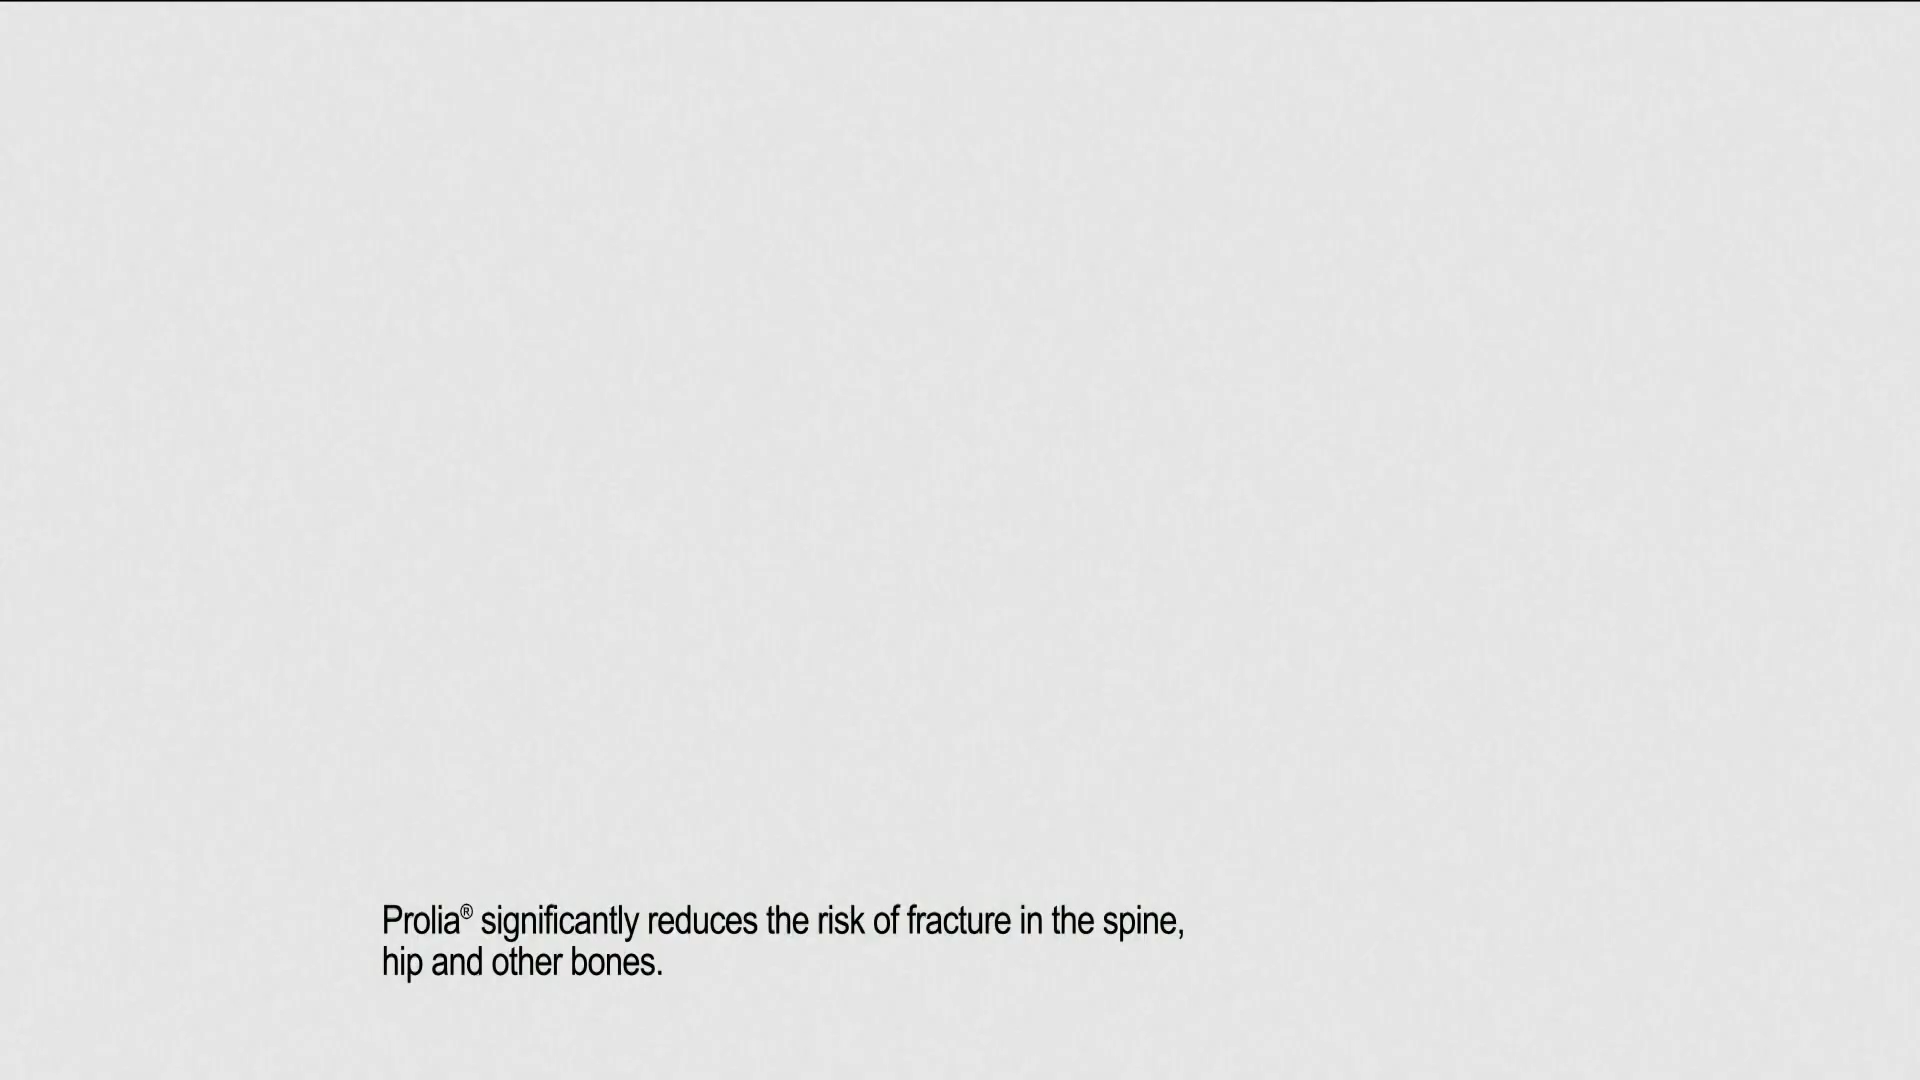 Prolia® significantly reduces the risk of fracture in the spine,
hip and other bones.